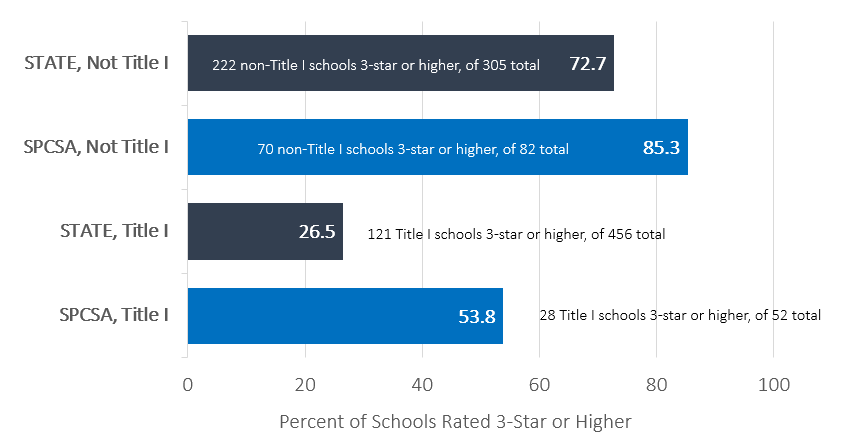 STATE, Not Title I
222 non-Title I schools 3-star or higher, of 305 total
72.7
SPCSA, Not Title I
70 non-Title I schools 3-star or higher, of 82 total
85.3
STATE, Title I
26.5
121 Title I schools 3-star or higher, of 456 total
SPCSA, Title I
53.8
28 Title I schools 3-star or higher, of 52 total
0 20 40 60 80 100
Percent of Schools Rated 3-Star or Higher